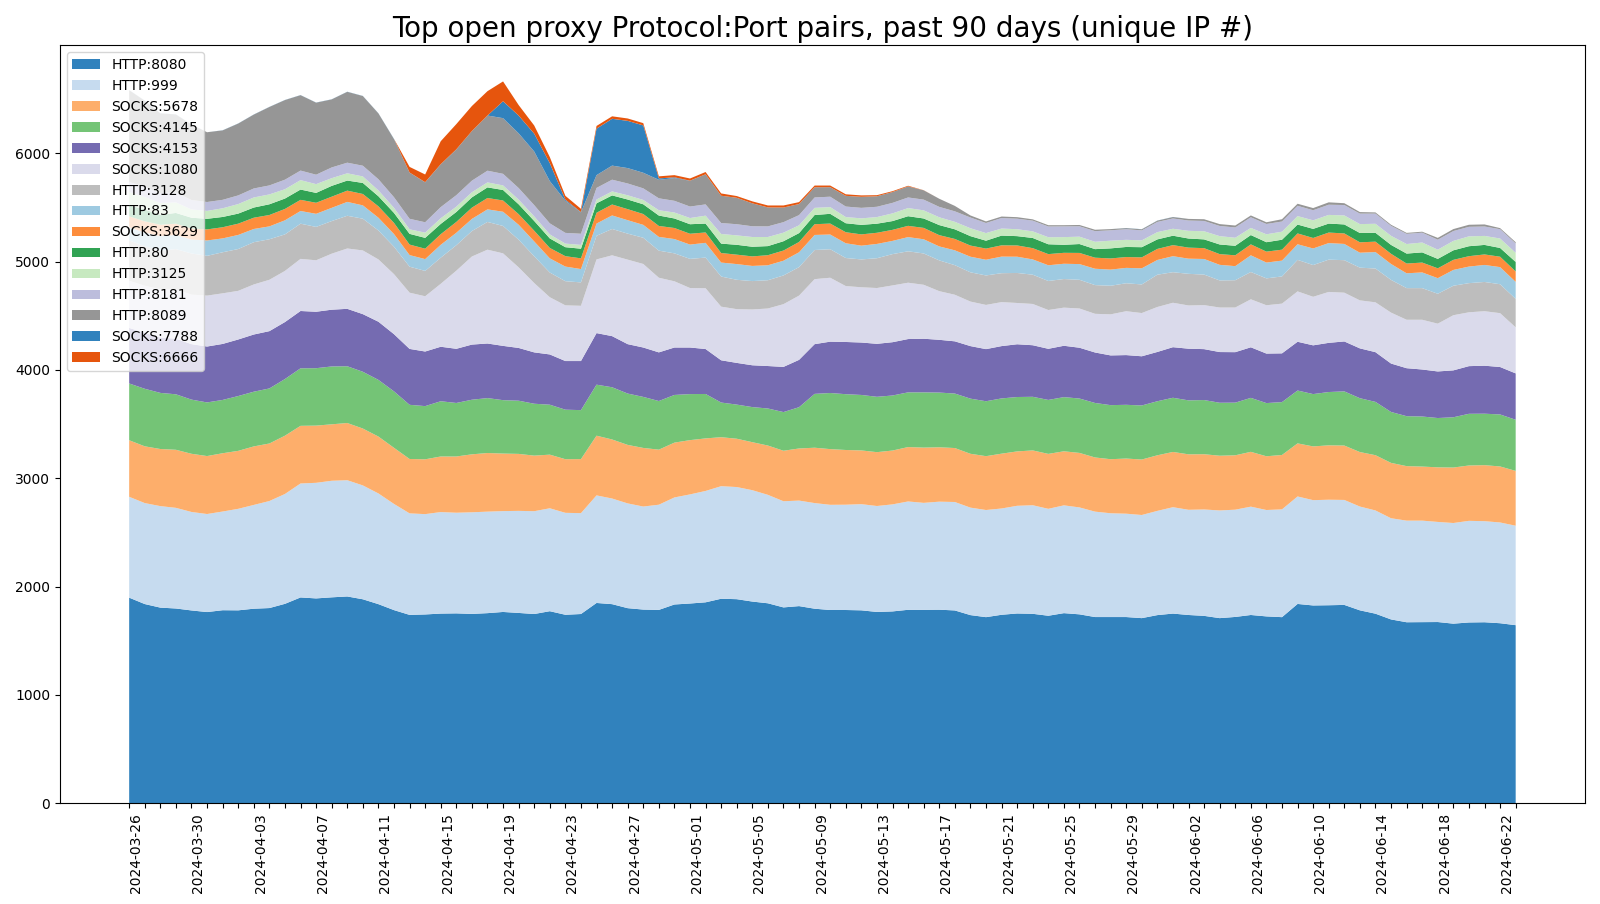 Top open proxy Protocol:Port pairs, past 90 days (unique IP #)
HTTP:8080
HTTP:999
SOCKS:5678
SOCKS:4145
SOCKS:4153
SOCKS:1080
HTTP:3128
HTTP:83
SOCKS:3629
HTTP:80
HTTP:3125
HTTP:8181
HTTP:8089
SOCKS:7788
SOCKS:6666
6000
5000
4000
3000
2000
1000
0
2024-03-26
2024-03-30
2024-04-03
2024-04-07
2024-04-11
2024-04-15
2024-04-19
2024-04-23
2024-04-27
2024-05-01
2024-05-05
2024-05-09
2024-05-13
2024-05-17
2024-05-21
2024-05-25
2024-05-29
2024-06-02
2024-06-06
2024-06-10
2024-06-14
2024-06-18
2024-06-22